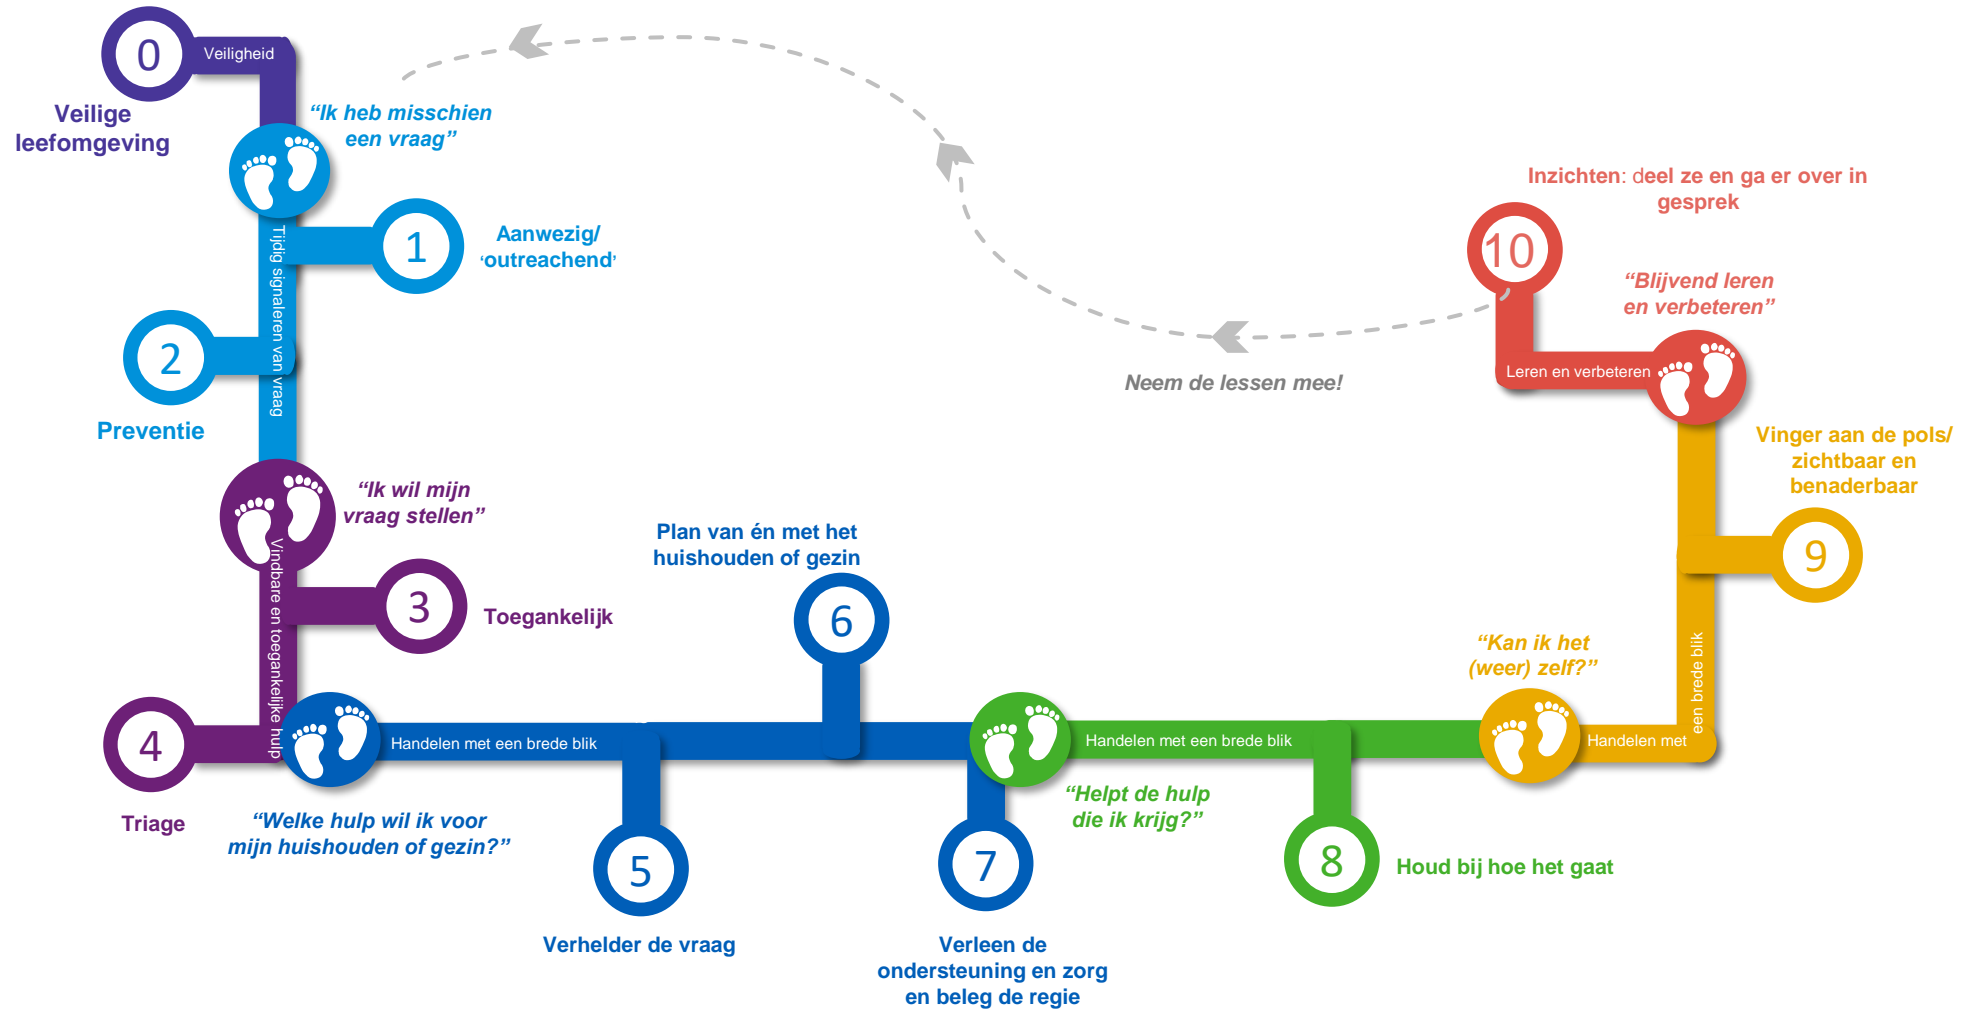 0
Veiligheid
Veilige
leefomgeving
“Ik heb misschien
een vraag”
Tijdig signaleren van vraag
1
Aanwezig/
‘outreachend’
2
Preventie
“Ik wil mijn
vraag stellen”
Vindbare en toegankelijke hulp
3
Toegankelijk
4
Triage
“Welke hulp wil ik voor
mijn huishouden of gezin?”
Handelen met een brede blik
5
Verhelder de vraag
Plan van én met het
huishouden of gezin
6
7
Verleen de
ondersteuning en zorg
en beleg de regie
“Helpt de hulp
die ik krijg?”
Handelen met een brede blik
8
Houd bij hoe het gaat
“Kan ik het
(weer) zelf?”
Handelen met
een brede blik
9
Vinger aan de pols/
zichtbaar en
benaderbaar
“Blijvend leren
en verbeteren”
Leren en verbeteren
10
Inzichten: deel ze en ga er over in
gesprek
Neem de lessen mee!